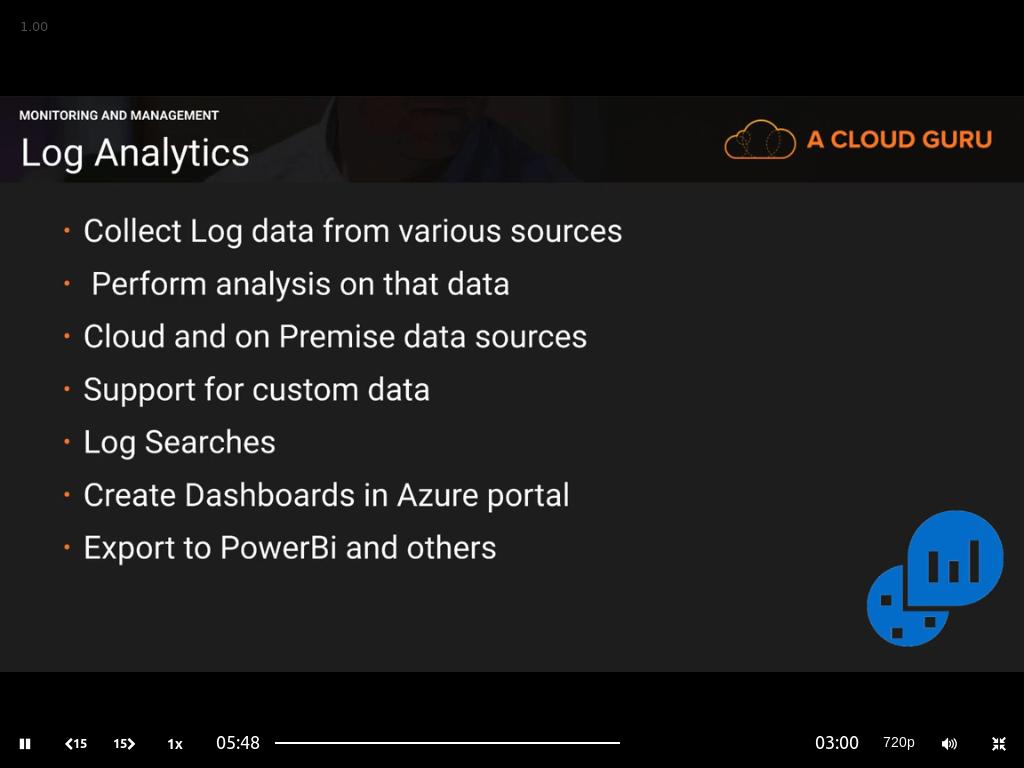 1.00
MONITORING AND MANAGEMENT
Log Analytics
A CLOUD GURU
• Collect Log data from various sources
• Perform analysis on that data
• Cloud and on Premise data sources
• Support for custom data
• Log Searches
• Create Dashboards in Azure portal
• Export to PowerBi and others
15 15 1x 05:48 03:00 720p